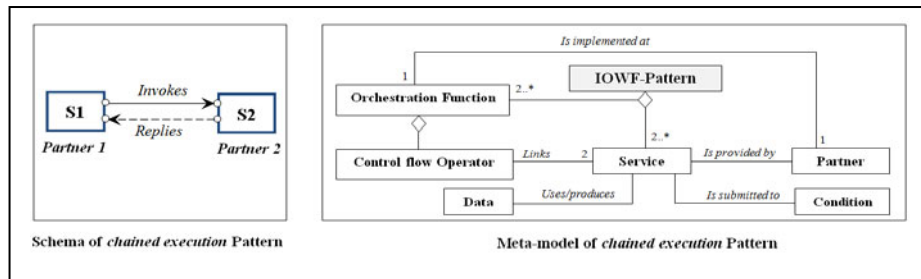 Invokes
S1
S2
Replies
Partner 1
Partner 2
Schema of chained execution Pattern
Is implemented at
IOWF-Pattern
1
2..*
Orchestration Function
2..*
1
Control flow Operator
Links
2
Service
Is provided by
Partner
Uses/produces
Is submitted to
Data
Condition
Meta-model of chained execution Pattern